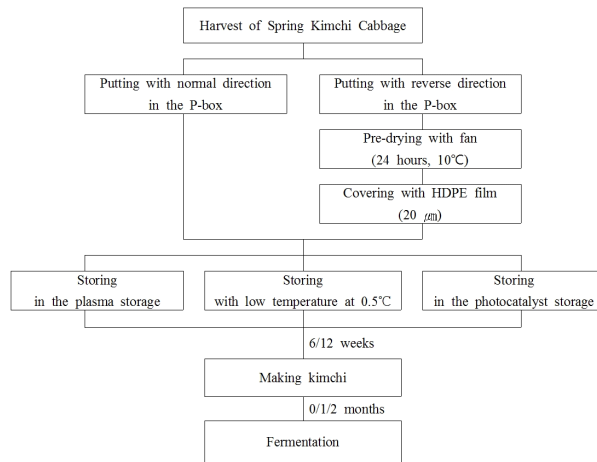 Harvest of Spring Kimchi Cabbage
Putting with normal direction
in the P-box
Putting with reverse direction
in the P-box
Pre-drying with fan
(24 hours, 10℃)
Covering with HDPE film
(20 ㎛)
Storing
in the plasma storage
Storing
with low temperature at 0.5℃
Storing
in the photocatalyst storage
6/12 weeks
Making kimchi
0/1/2 months
Fermentation